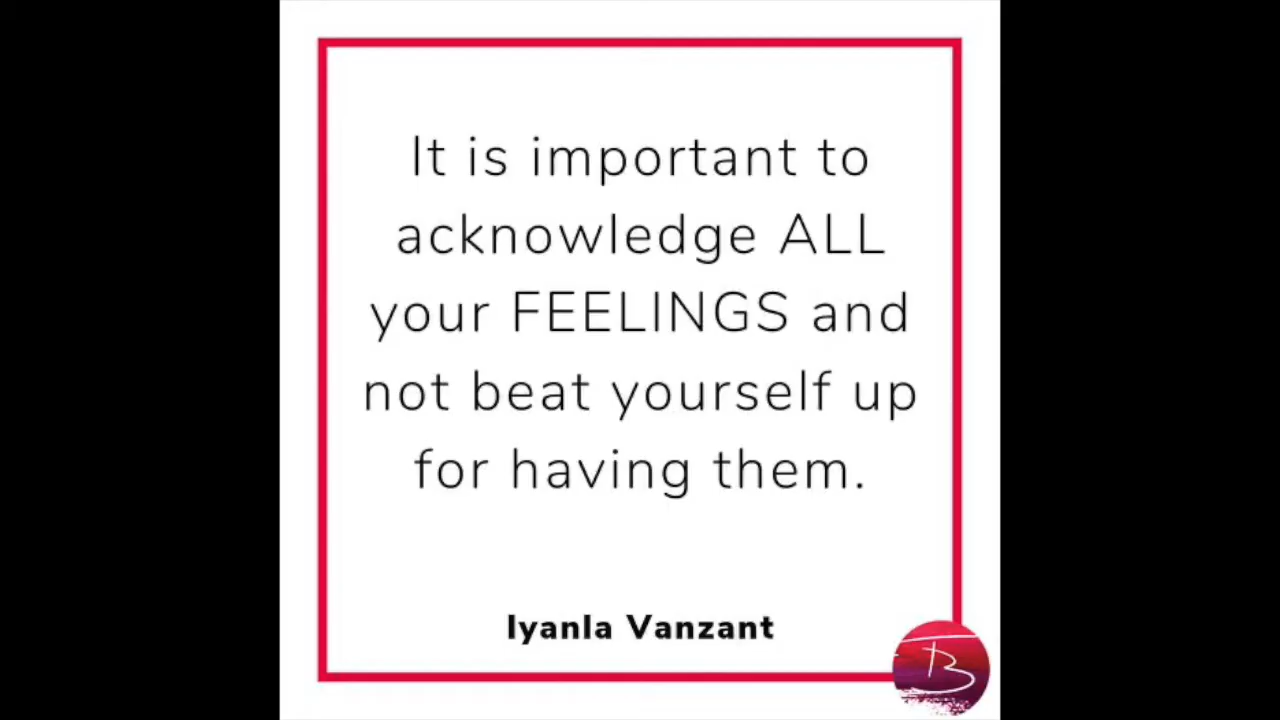 It is important to
acknowledge ALL
your FEELINGS and
not beat yourself up
for having them.
Iyanla Vanzant
B